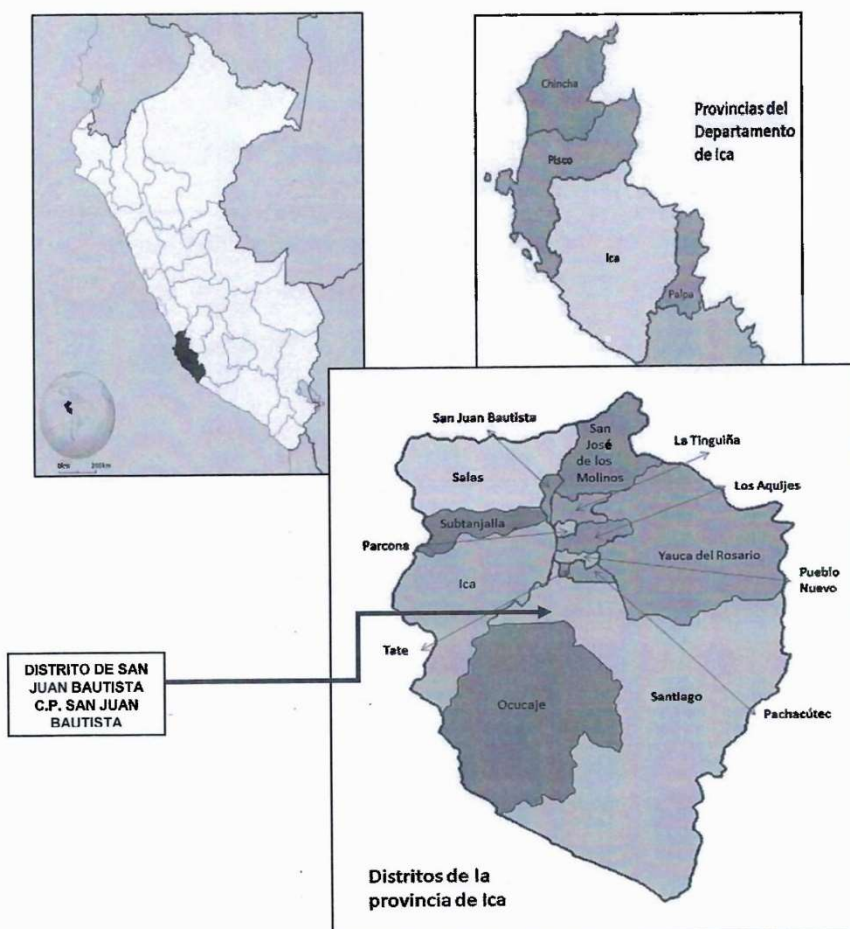 Chincha
Provincias del
Departamento
de Ica
Pisco
Ica
Palpa
San Juan Bautista
San
José
de los
Molinos
La Tinguiña
Salas
Los Aquijes
Subtanjalla
Parcona
Yauca del Rosario
Ica
Pueblo
Nuevo
Tate
DISTRITO DE SAN
JUAN BAUTISTA
C.P. SAN JUAN
BAUTISTA
Santiago
Ocucaje
Pachacútec
Distritos de la
provincia de Ica